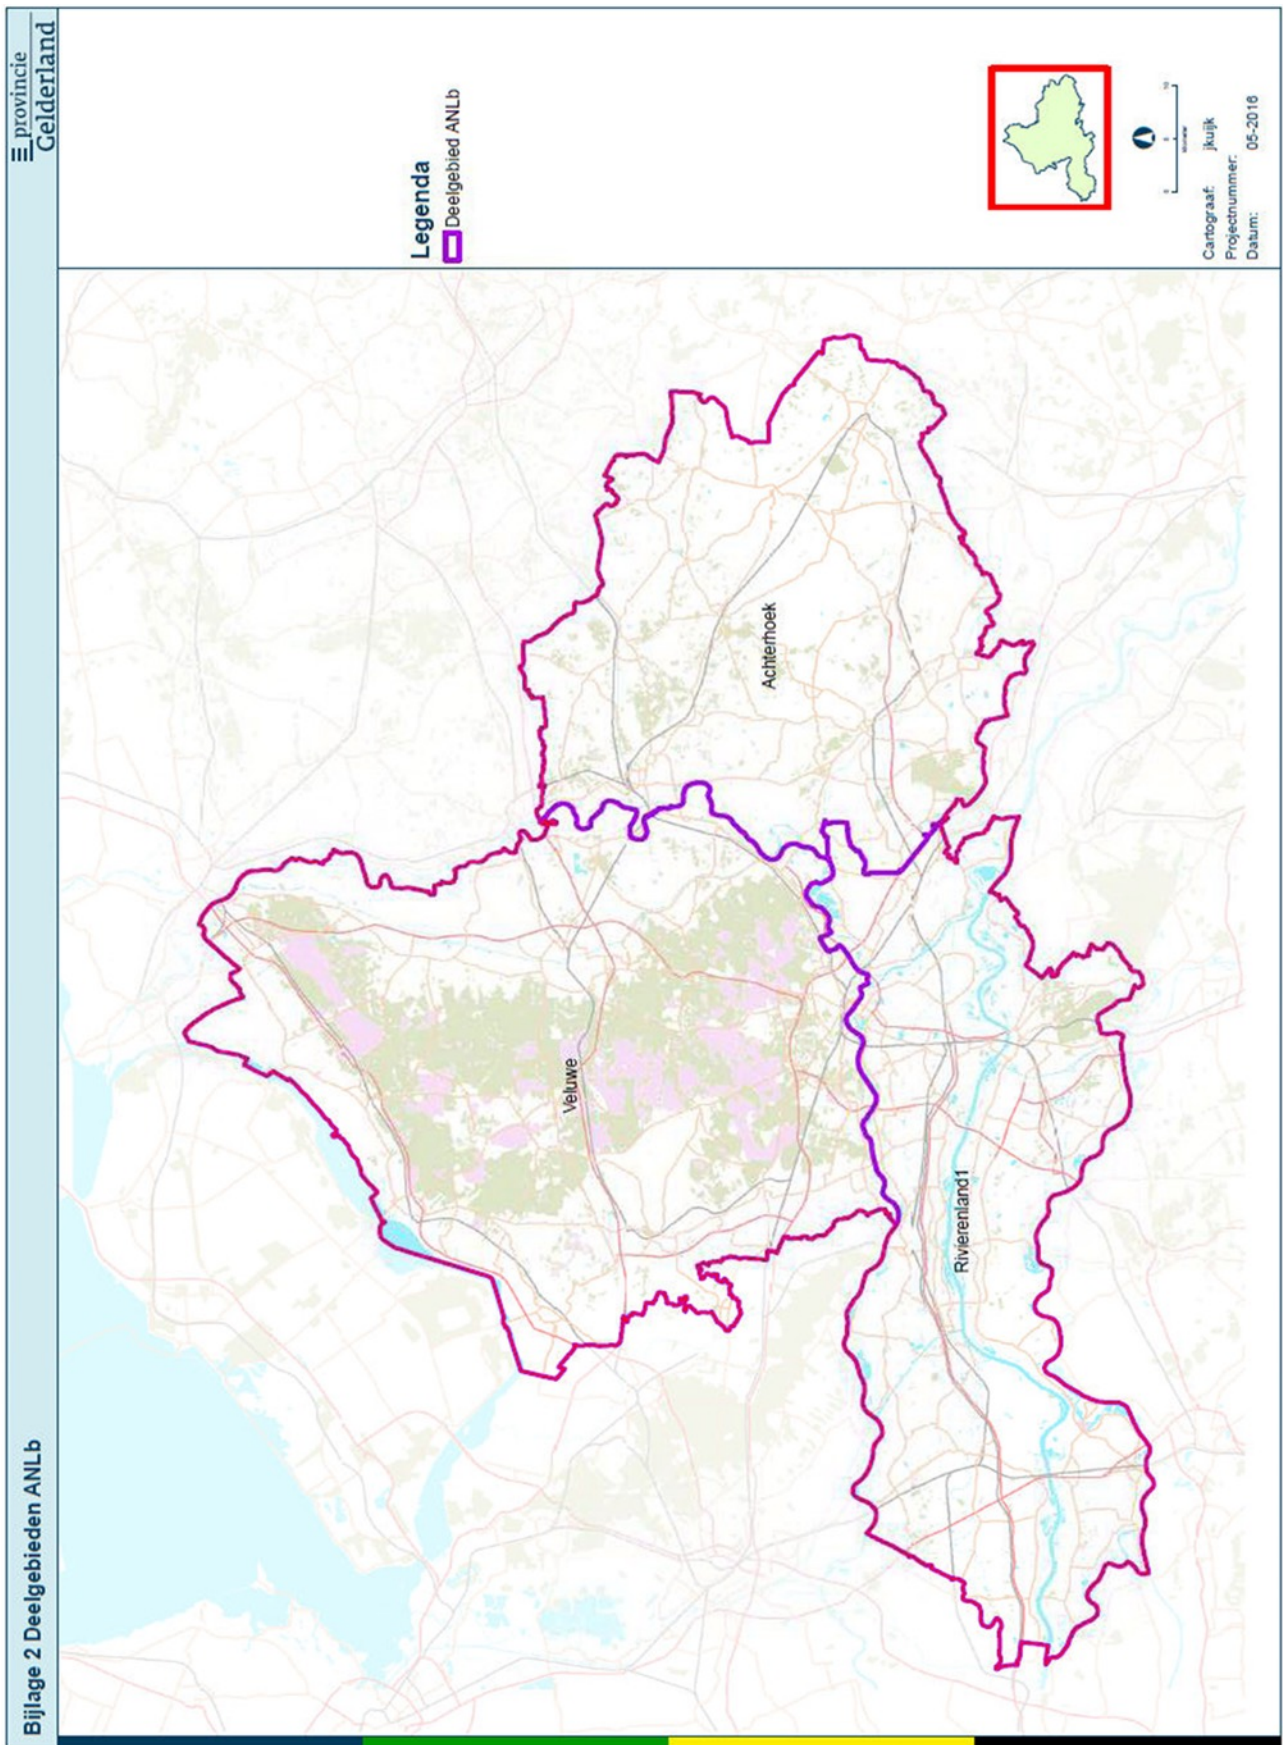 Bijlage 2 Deelgebieden ANLb
provincie
Gelderland
Legenda
Deelgebied ANLb
Veluwe
Achterhoek
Rivierenland1
Cartograaf: jkuijk
Projectnummer:
Datum: 05-2016